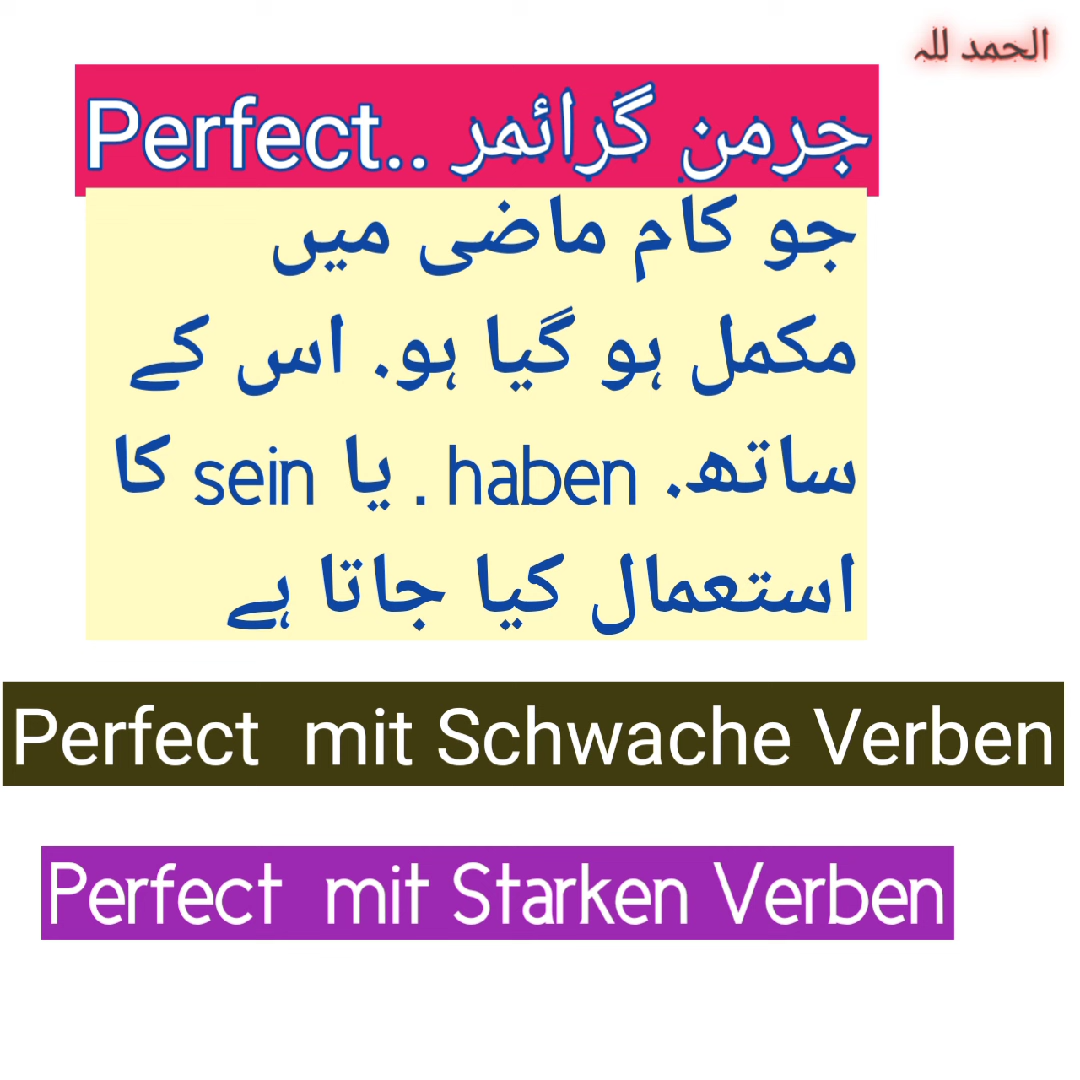 الحمد للہ
جرمن گرائمر ..Perfect
جو کام ماضی میں
مکمل ہو گیا ہو. اس کے
ساتھ. haben . یا sein کا
استعمال کیا جاتا ہے
Perfect mit Schwache Verben
Perfect mit Starken Verben